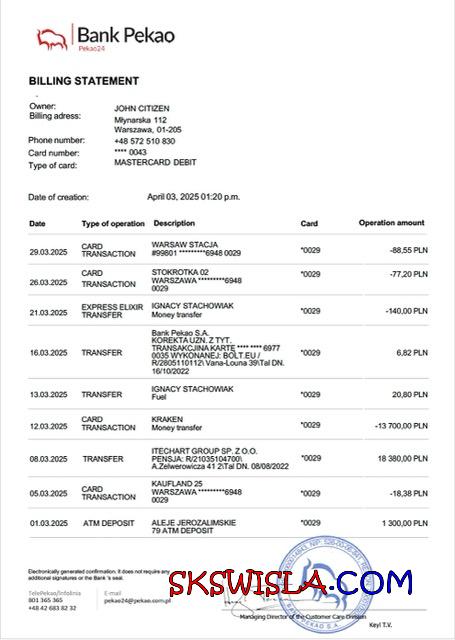 Bank Pekao
Pekao24
BILLING STATEMENT
Owner: JOHN CITIZEN
Billing adress: Młynarska 112
Warszawa, 01-205
Phone number: +48 572 510 830
Card number: **** 0043
Type of card: MASTERCARD DEBIT
Date of creation: April 03, 2025 01:20 p.m.
Date Type of operation Description Card Operation amount
29.03.2025 CARD TRANSACTION WARSAW STACJA *0029 -88,55 PLN
#99801 *********6948 0029
26.03.2025 CARD TRANSACTION STOKROTKA 02 *0029 -77,20 PLN
WARSZAWA *********6948
0029
21.03.2025 EXPRESS ELIXIR TRANSFER IGNACY STACHOWIAK *0029 -140,00 PLN
Money transfer
16.03.2025 TRANSFER Bank Pekao S.A. *0029 6,82 PLN
KOREKTA UZN. Z TYT.
TRANSAKCJINA KARTE **** **** 6977
0035 WYKONANEJ: BOLT.EU /
R/2805110112\ Vana-Louna 39\Tal DN.
16/10/2022
13.03.2025 TRANSFER IGNACY STACHOWIAK *0029 20,80 PLN
Fuel
12.03.2025 CARD TRANSACTION KRAKEN *0029 -13 700,00 PLN
Money transfer
08.03.2025 TRANSFER ITECHART GROUP SP. Z O.O. *0029 18 380,00 PLN
PENSJA: R/21035104700\
A.Zelwerowicza 41 2\Tal DN. 08/08/2022
05.03.2025 CARD TRANSACTION KAUFLAND 25 *0029 -18,38 PLN
WARSZAWA *********6948
0029
01.03.2025 ATM DEPOSIT ALEJE JEROZALIMSKIE *0029 1 300,00 PLN
79 ATM DEPOSIT
Electronically generated confirmation. It does not require any
additional signatures or the Bank 's seal.
SKSWISLA.COM
TelePekao/Infolinia E-mail
801 365 365 pekao24@pekao.com.pl
+48 42 683 82 32
Managing Director of the Customer Care Division
Keyl T.V.